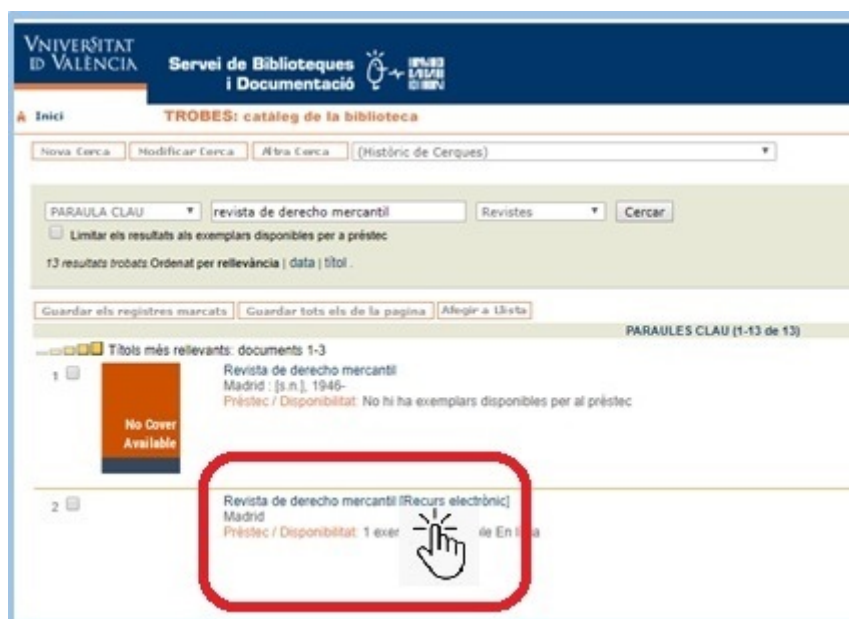 VNIVERSITAT
ID VALÈNCIA
Servei de Biblioteques
i Documentació
Inici
TROBES: catàleg de la biblioteca
Nova Cerca
Modificar Cerca
Altra Cerca
(Històric de Cerques)
PARAULA CLAU
revista de derecho mercantil
Revistes
Cercar
Limitar els resultats als exemplars disponibles per a préstec
13 resultats trobats Ordenat per rellevància | data | títol .
Guardar els registres marcats
Guardar tots els de la pagina
Afegir a Llista
PARAULES CLAU (1-13 de 13)
Títols més rellevants: documents 1-3
1
No Cover
Available
Revista de derecho mercantil
Madrid : [s.n.], 1946-
Prèstec / Disponibilitat: No hi ha exemplars disponibles per al prèstec
2
Revista de derecho mercantil [Recurs electrònic]
Madrid
Prèstec / Disponibilitat: 1